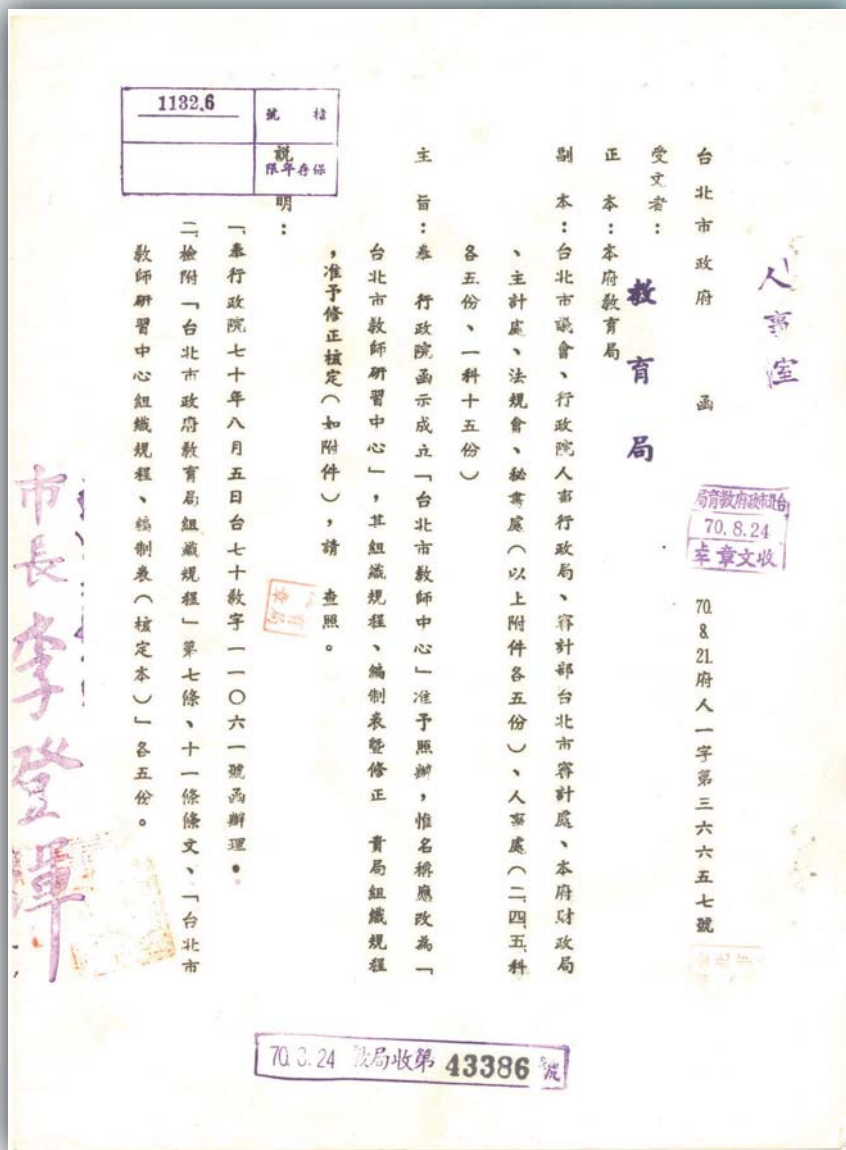 人事室
台北市政府　　函
70.8.21.府人一字第三六六五七號
台北市政府教育局
70.8.24
收文章
受文者：教育局
正本：本府教育局
副本：台北市議會、行政院人事行政局、審計部台北市審計處、本府財政局
、主計處、法規會、秘書處（以上附件各五份）、人事處（二、四、五、科
各五份、一科十五份）
主旨：奉　行政院函示成立「台北市教師中心」准予照辦，惟名稱應改為「
台北市教師研習中心」，其組織規程、編制表暨修正　貴局組織規程
，准予修正核定（如附件），請　查照。
說明：
一、奉行政院七十年八月五日台七十教字一一〇六一號函辦理。
二、檢附「台北市政府教育局組織規程」第七條、十一條條文、「台北市
教師研習中心組織規程、編制表（核定本）」各五份。
檔號
1132.6
保存年限
市長李登輝
70.8.24 教局收第 43386 號